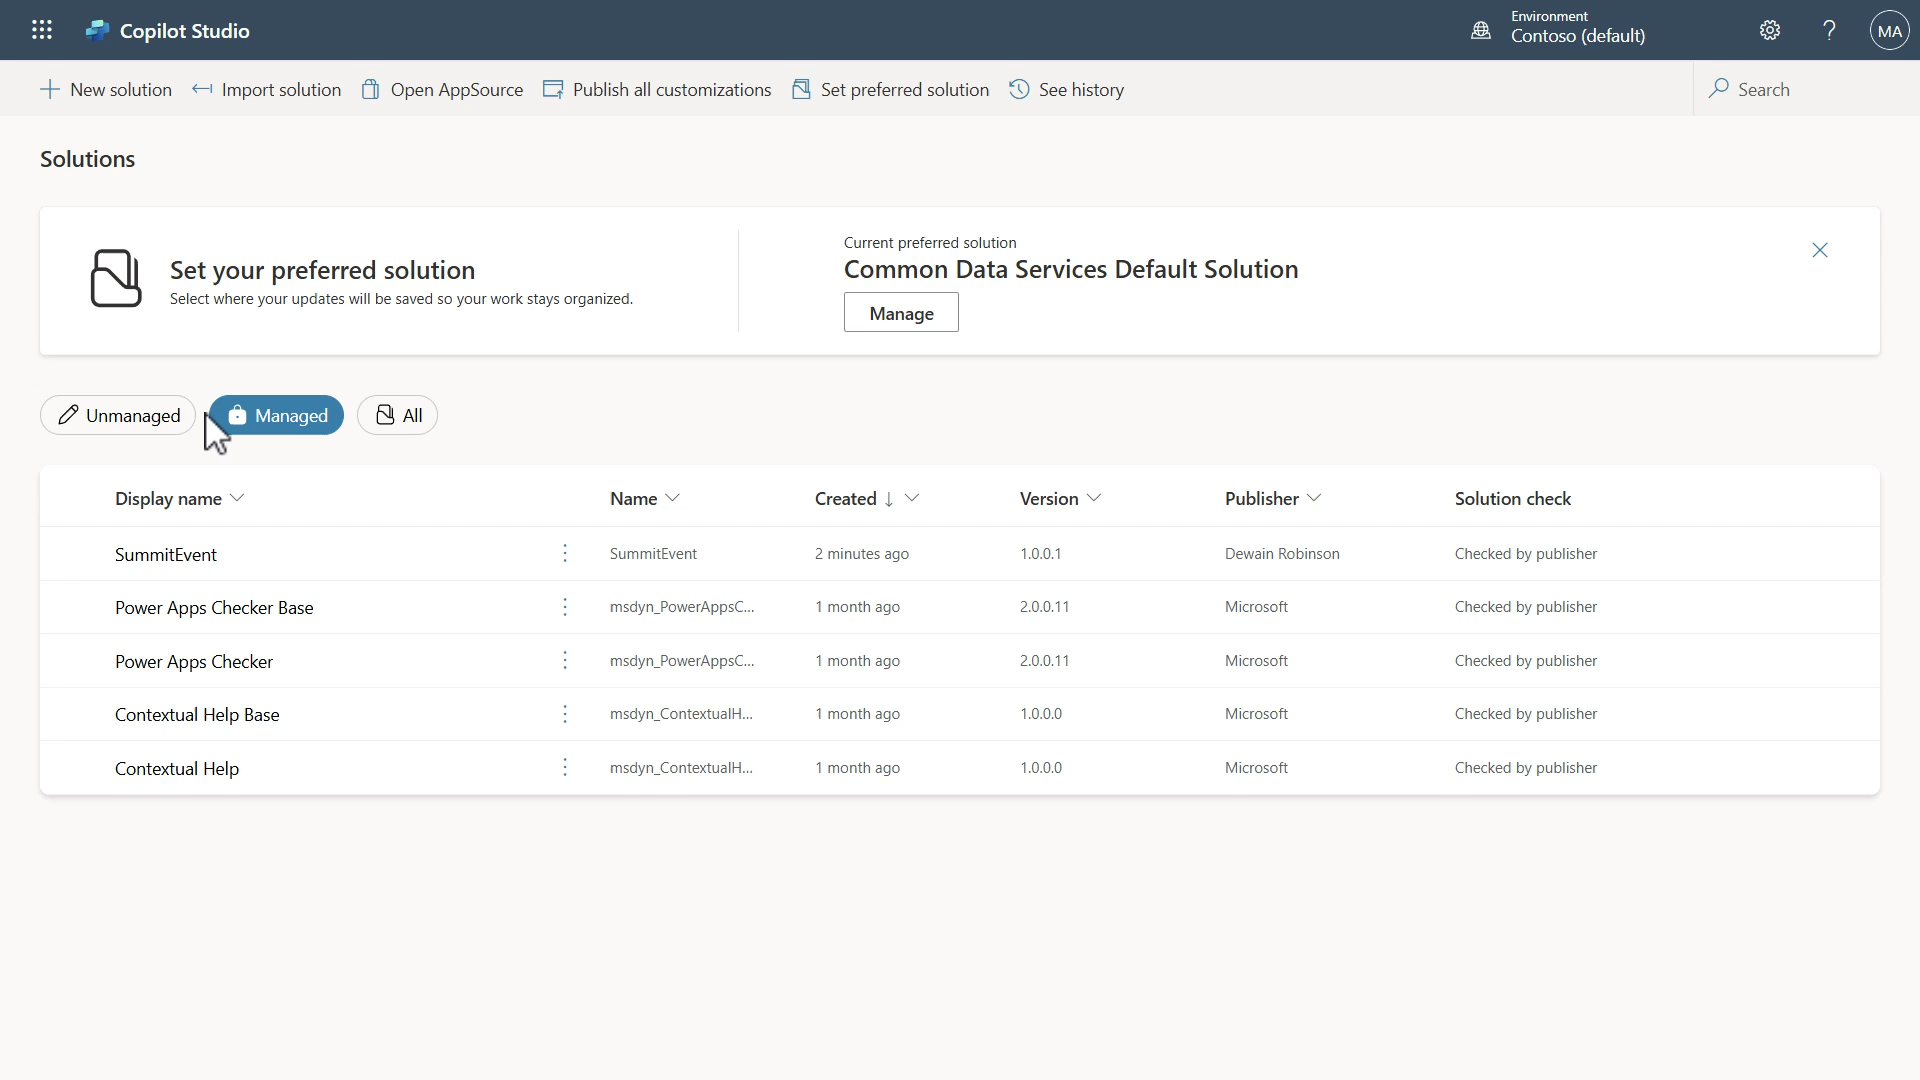 Copilot Studio
Environment
Contoso (default)
?
MA
New solution
Import solution
Open AppSource
Publish all customizations
Set preferred solution
See history
Search
Solutions
Set your preferred solution
Select where your updates will be saved so your work stays organized.
Current preferred solution
Common Data Services Default Solution
Manage
Unmanaged
Managed
All
Display name Name Created Version Publisher Solution check
SummitEvent SummitEvent 2 minutes ago 1.0.0.1 Dewain Robinson Checked by publisher
Power Apps Checker Base msdyn_PowerAppsC... 1 month ago 2.0.0.11 Microsoft Checked by publisher
Power Apps Checker msdyn_PowerAppsC... 1 month ago 2.0.0.11 Microsoft Checked by publisher
Contextual Help Base msdyn_ContextualH... 1 month ago 1.0.0.0 Microsoft Checked by publisher
Contextual Help msdyn_ContextualH... 1 month ago 1.0.0.0 Microsoft Checked by publisher